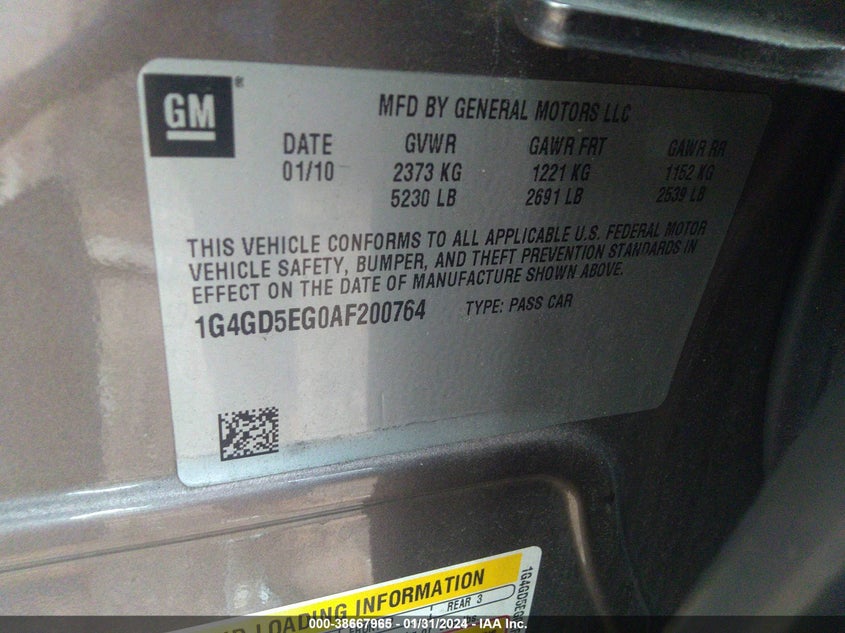 GM®
MFD BY GENERAL MOTORS LLC
DATE GVWR GAWR FRT GAWR RR
01/10 2373 KG 1221 KG 1152 KG
5230 LB 2691 LB 2539 LB
THIS VEHICLE CONFORMS TO ALL APPLICABLE U.S. FEDERAL MOTOR
VEHICLE SAFETY, BUMPER, AND THEFT PREVENTION STANDARDS IN
EFFECT ON THE DATE OF MANUFACTURE SHOWN ABOVE.
1G4GD5EG0AF200764 TYPE: PASS CAR
LOADING INFORMATION
REAR 3
1G4GD5EG
000-38667965 - 01/31/2024 - IAA Inc.